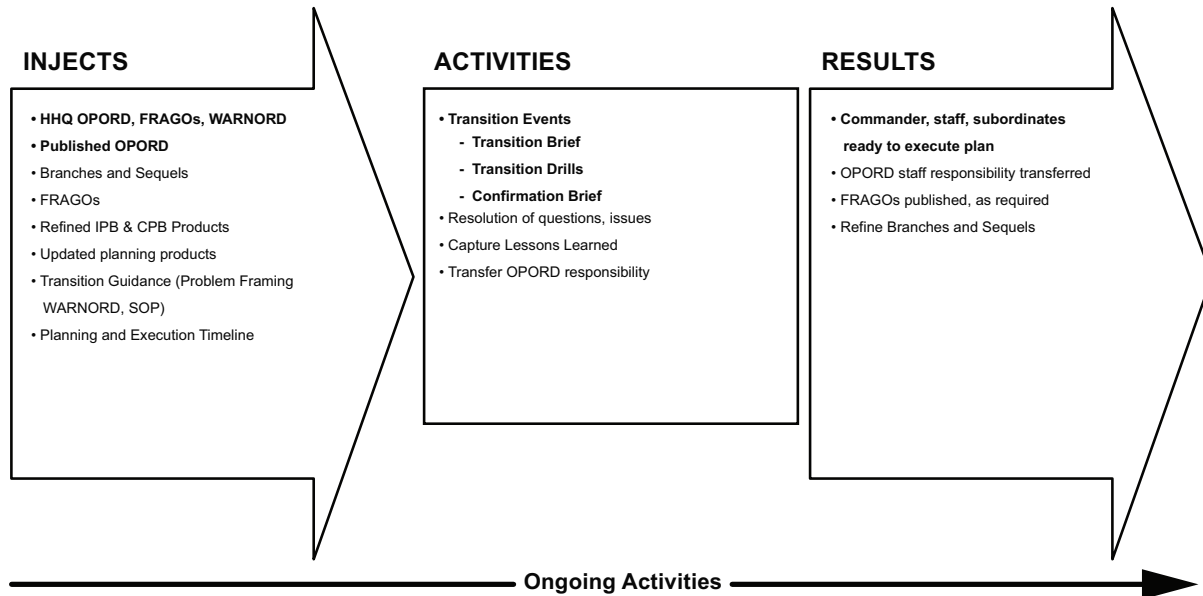 INJECTS
• HHQ OPORD, FRAGOs, WARNORD
• Published OPORD
• Branches and Sequels
• FRAGOs
• Refined IPB & CPB Products
• Updated planning products
• Transition Guidance (Problem Framing
WARNORD, SOP)
• Planning and Execution Timeline
ACTIVITIES
• Transition Events
- Transition Brief
- Transition Drills
- Confirmation Brief
• Resolution of questions, issues
• Capture Lessons Learned
• Transfer OPORD responsibility
RESULTS
• Commander, staff, subordinates
ready to execute plan
• OPORD staff responsibility transferred
• FRAGOs published, as required
• Refine Branches and Sequels
Ongoing Activities